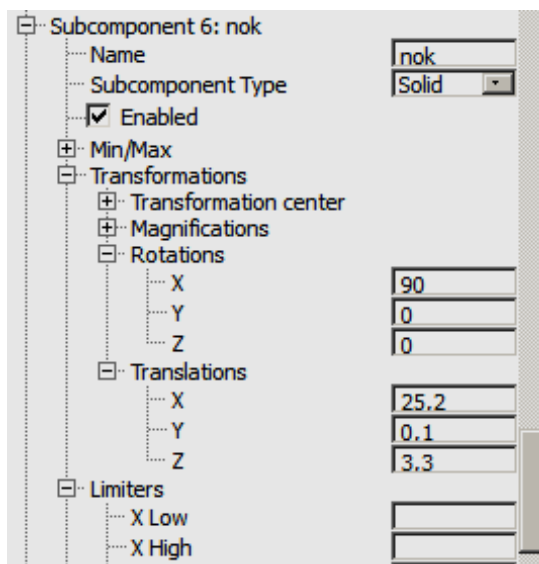 Subcomponent 6: nok
Name nok
Subcomponent Type Solid
Enabled
Min/Max
Transformations
Transformation center
Magnifications
Rotations
X 90
Y 0
Z 0
Translations
X 25.2
Y 0.1
Z 3.3
Limiters
X Low
X High